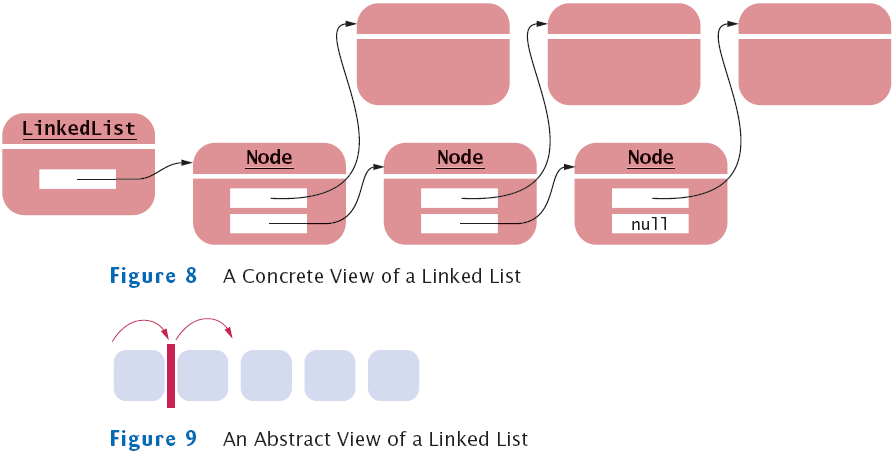 LinkedList
Node
Node
Node
null
Figure 8 A Concrete View of a Linked List
Figure 9 An Abstract View of a Linked List